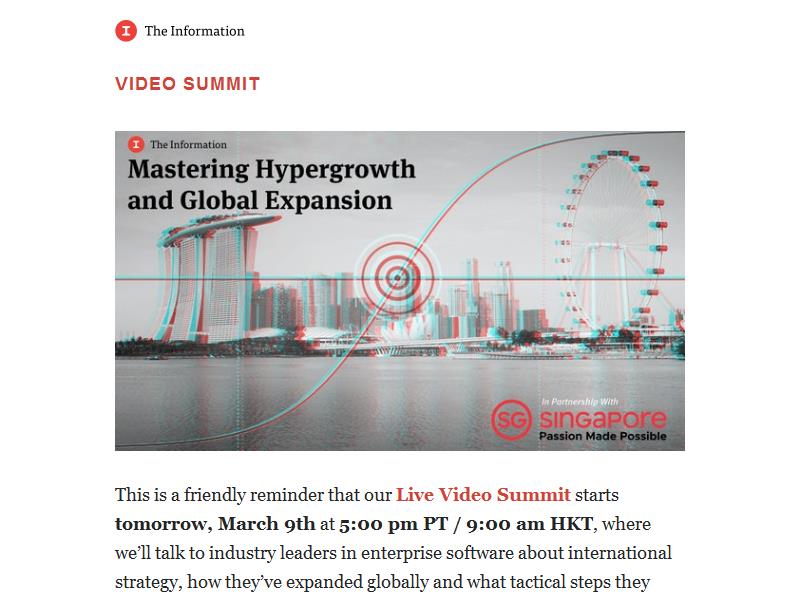 I The Information
VIDEO SUMMIT
I The Information
Mastering Hypergrowth
and Global Expansion
In Partnership With
SG SINGAPORE
Passion Made Possible
This is a friendly reminder that our Live Video Summit starts
tomorrow, March 9th at 5:00 pm PT / 9:00 am HKT, where
we’ll talk to industry leaders in enterprise software about international
strategy, how they’ve expanded globally and what tactical steps they